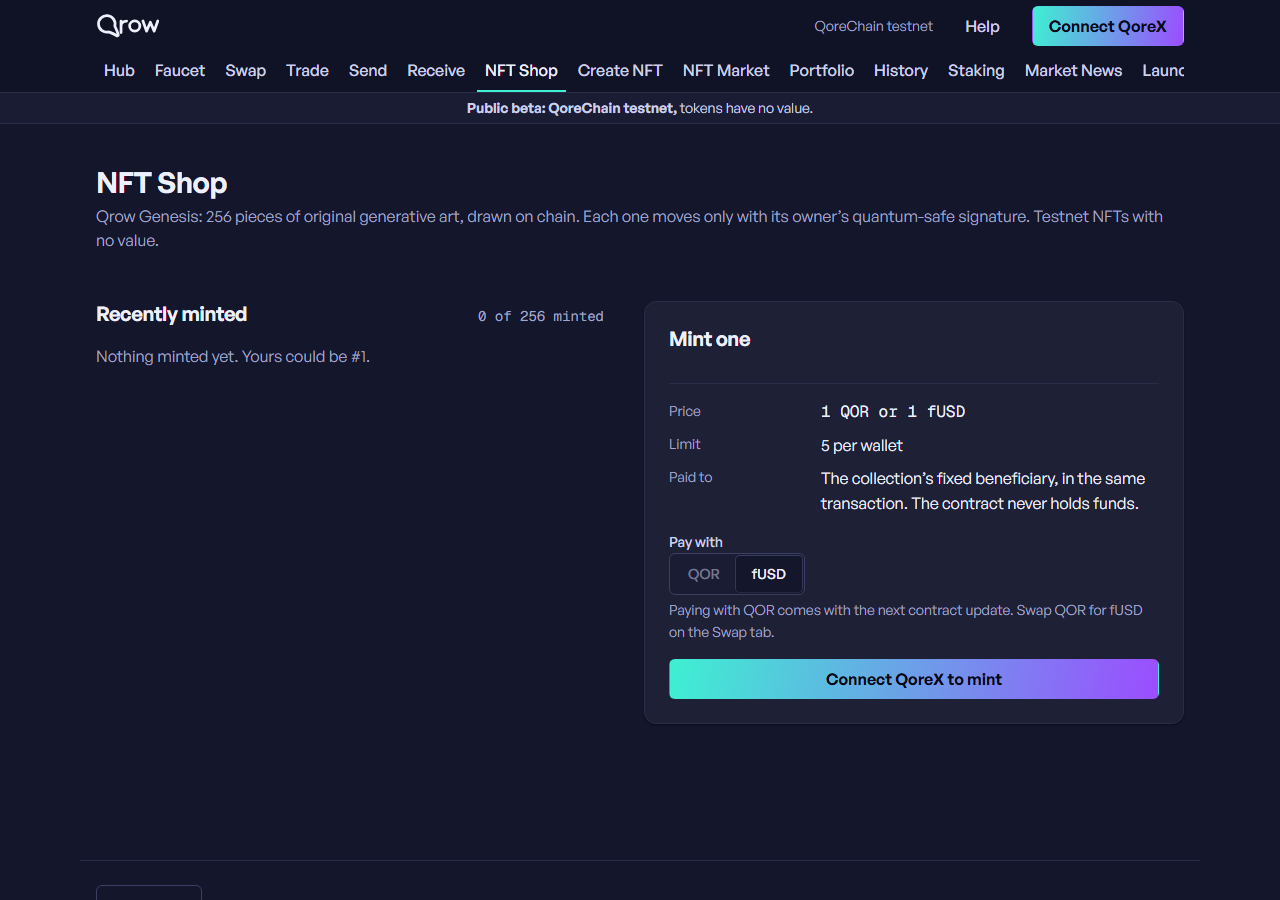 Qrow
QoreChain testnet
Help
Connect QoreX
Hub Faucet Swap Trade Send Receive NFT Shop Create NFT NFT Market Portfolio History Staking Market News
Public beta: QoreChain testnet, tokens have no value.
NFT Shop
Qrow Genesis: 256 pieces of original generative art, drawn on chain. Each one moves only with its owner’s quantum-safe signature. Testnet NFTs with
no value.
Recently minted
0 of 256 minted
Nothing minted yet. Yours could be #1.
Mint one
Price
1 QOR or 1 fUSD
Limit
5 per wallet
Paid to
The collection’s fixed beneficiary, in the same
transaction. The contract never holds funds.
Pay with
QOR fUSD
Paying with QOR comes with the next contract update. Swap QOR for fUSD
on the Swap tab.
Connect QoreX to mint